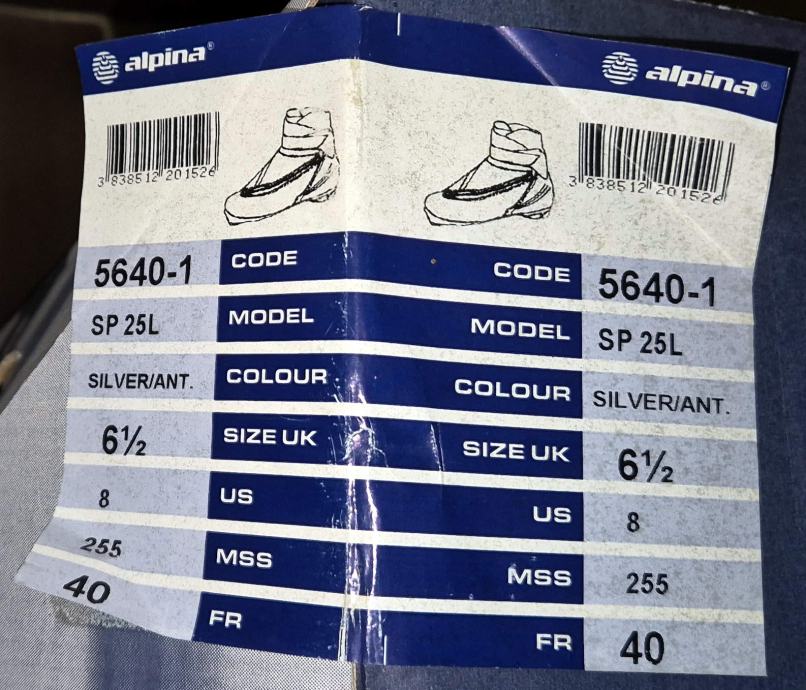 alpina®
3 838512 201526
5640-1 CODE
SP 25L MODEL
SILVER/ANT. COLOUR
6½ SIZE UK
8 US
255 MSS
40 FR
alpina®
3 838512 201526
CODE 5640-1
MODEL SP 25L
COLOUR SILVER/ANT.
SIZE UK 6½
US 8
MSS 255
FR 40